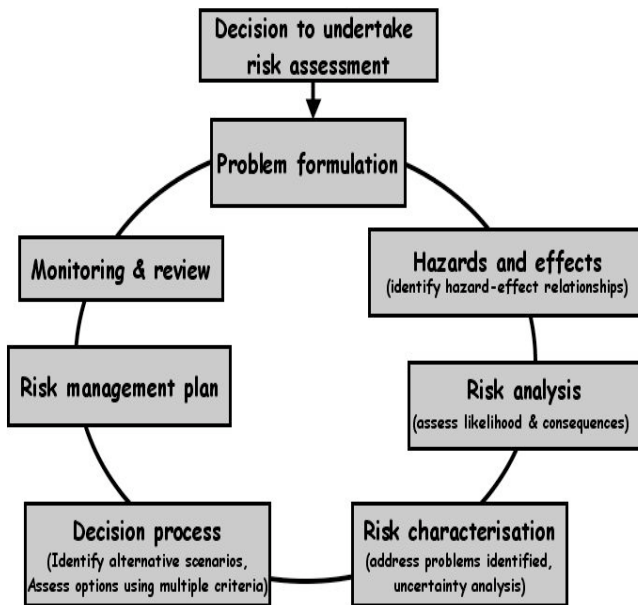 Decision to undertake
risk assessment
Problem formulation
Hazards and effects
(identify hazard-effect relationships)
Risk analysis
(assess likelihood & consequences)
Risk characterisation
(address problems identified,
uncertainty analysis)
Decision process
(Identify alternative scenarios,
Assess options using multiple criteria)
Risk management plan
Monitoring & review